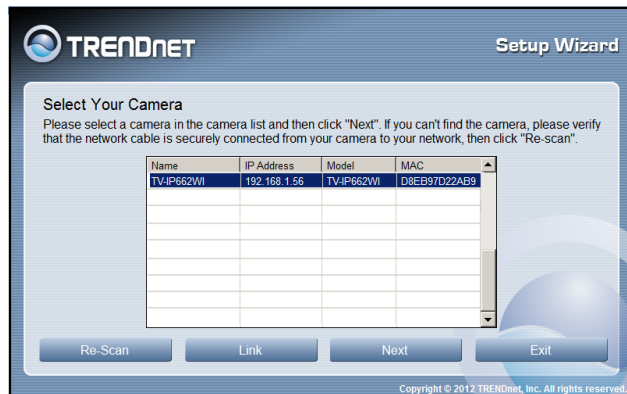 TRENDNET
Setup Wizard
Select Your Camera
Please select a camera in the camera list and then click "Next". If you can't find the camera, please verify
that the network cable is securely connected from your camera to your network, then click "Re-scan".
Name IP Address Model MAC
TV-IP662WI 192.168.1.56 TV-IP662WI D8EB97D22AB9
Re-Scan Link Next Exit
Copyright © 2012 TRENDnet, Inc. All rights reserved.